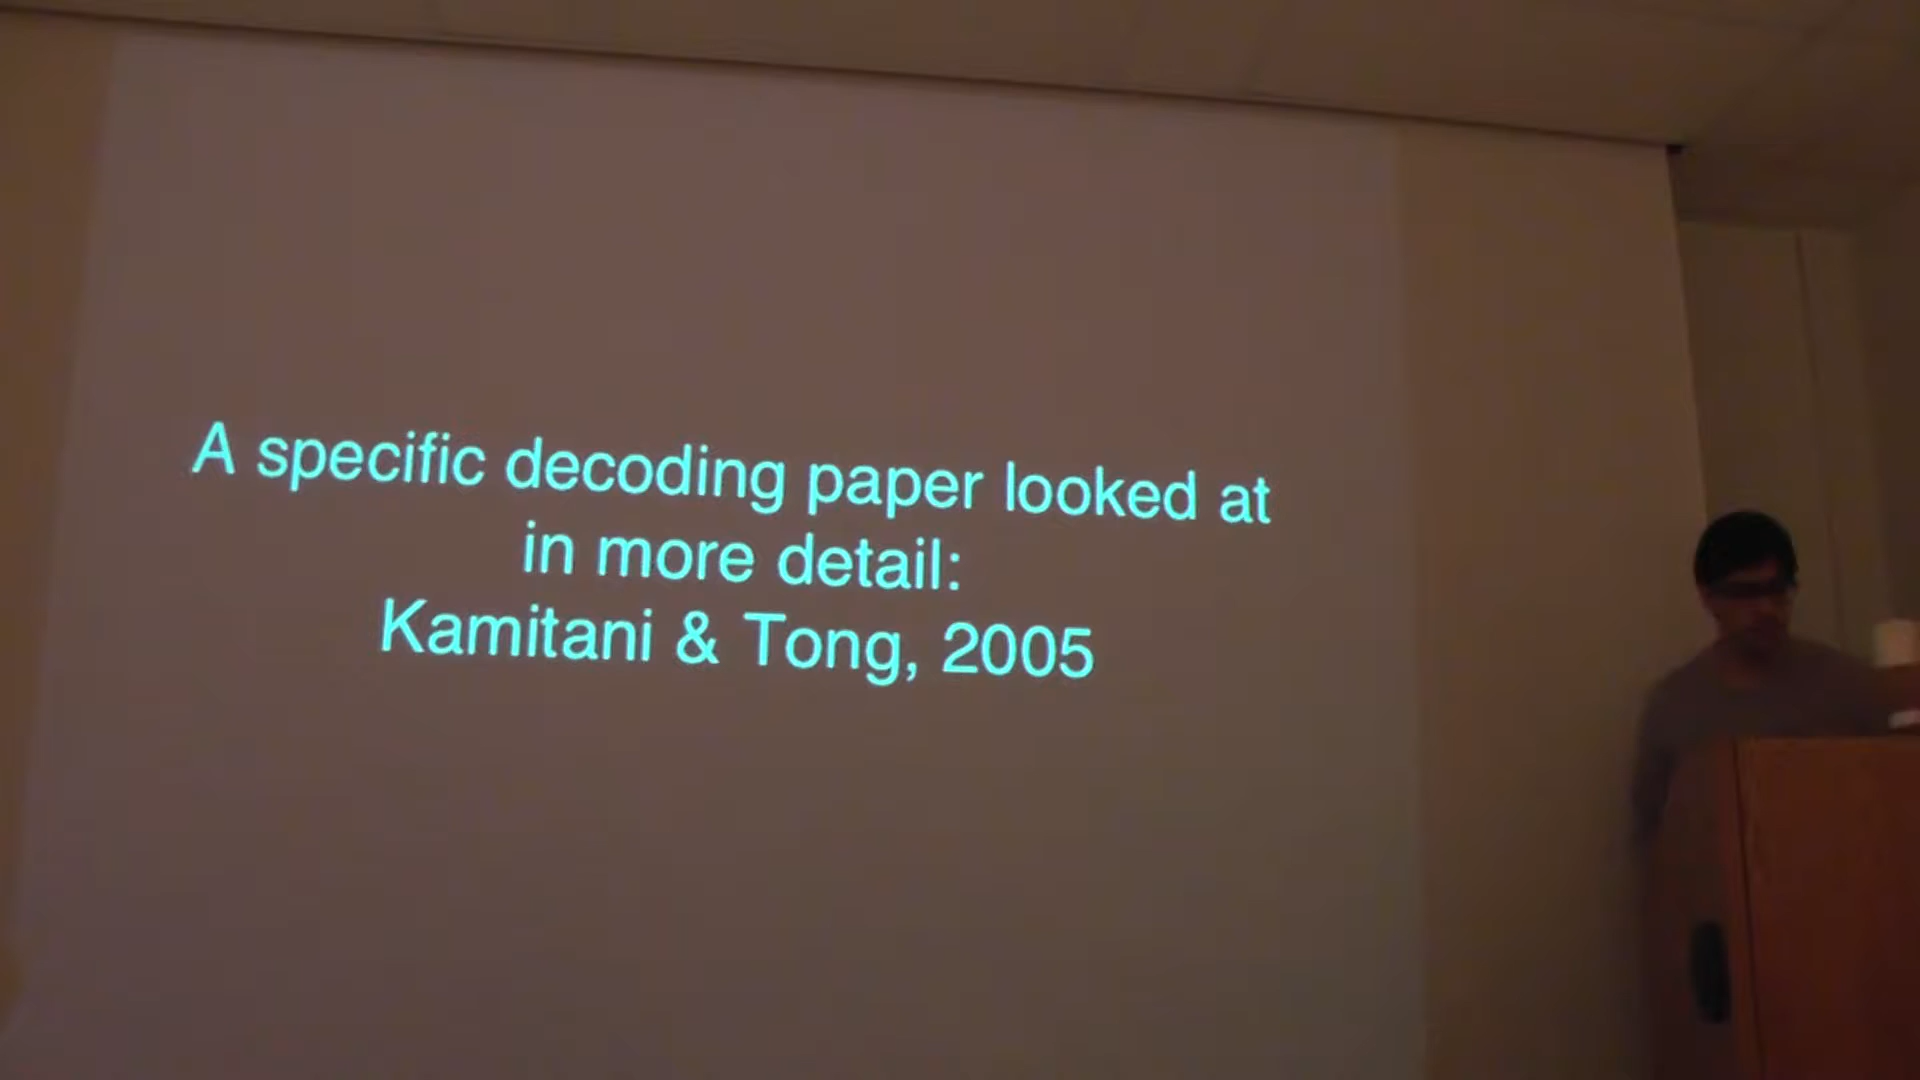 A specific decoding paper looked at
in more detail:
Kamitani & Tong, 2005